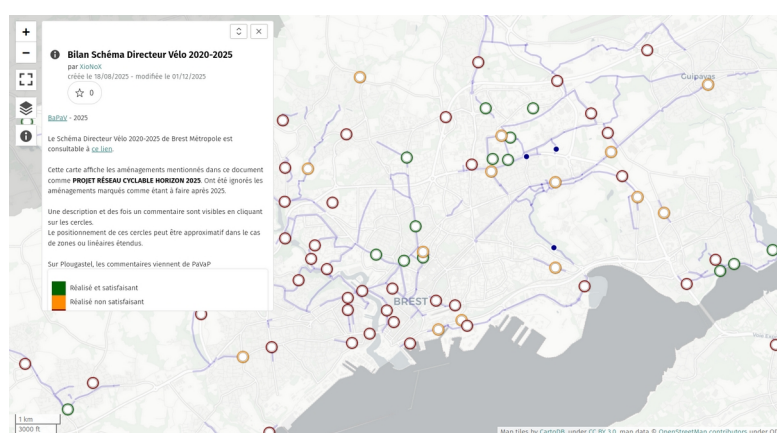 +
−
Bilan Schéma Directeur Vélo 2020-2025
par XioNoX
créée le 18/08/2025 - modifiée le 01/12/2025
☆ 0
BaPaV - 2025
Le Schéma Directeur Vélo 2020-2025 de Brest Métropole est
consultable à ce lien.
Cette carte affiche les aménagements mentionnés dans ce document
comme PROJET RÉSEAU CYCLABLE HORIZON 2025. Ont été ignorés les
aménagements marqués comme étant à faire après 2025.
Une description et des fois un commentaire sont visibles en cliquant
sur les cercles.
Le positionnement de ces cercles peut être approximatif dans le cas
de zones ou linéaires étendus.
Sur Plougastel, les commentaires viennent de PaVaP
Réalisé et satisfaisant
Réalisé non satisfaisant
Guipavas
BREST
1 km
3000 ft
Map tiles by CartoDB, under CC BY 3.0. map data © OpenStreetMap contributors under OD